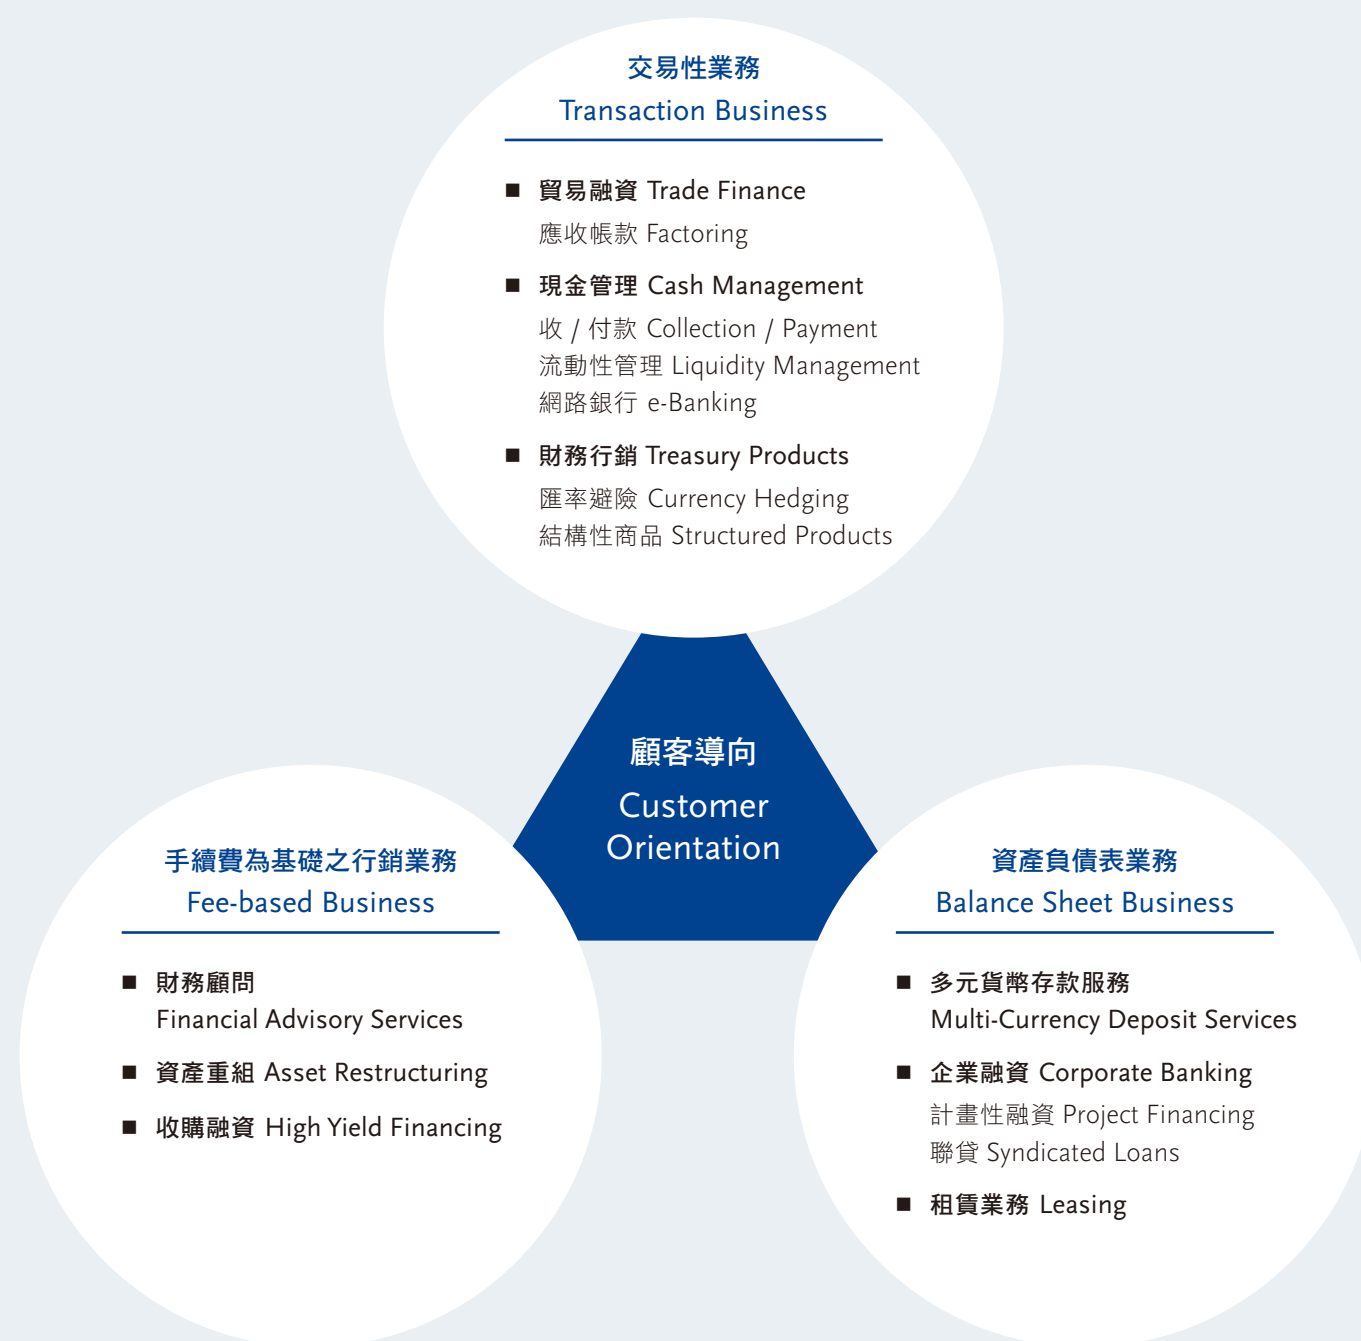 交易性業務
Transaction Business
■ 貿易融資 Trade Finance
應收帳款 Factoring
■ 現金管理 Cash Management
收 / 付款 Collection / Payment
流動性管理 Liquidity Management
網路銀行 e-Banking
■ 財務行銷 Treasury Products
匯率避險 Currency Hedging
結構性商品 Structured Products
顧客導向
Customer
Orientation
手續費為基礎之行銷業務
Fee-based Business
■ 財務顧問
Financial Advisory Services
■ 資產重組 Asset Restructuring
■ 收購融資 High Yield Financing
資產負債表業務
Balance Sheet Business
■ 多元貨幣存款服務
Multi-Currency Deposit Services
■ 企業融資 Corporate Banking
計畫性融資 Project Financing
聯貸 Syndicated Loans
■ 租賃業務 Leasing